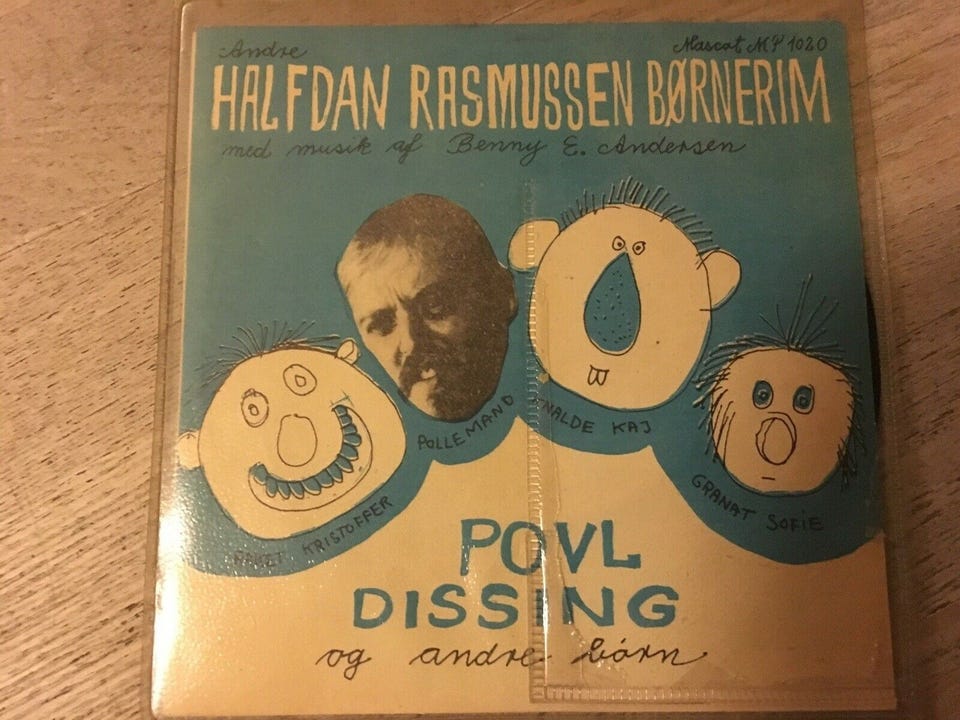 Andre
Mascot MP 1020
HALFDAN RASMUSSEN BØRNERIM
med musik af Benny E. Andersen
POLLEMAND
KAJ
RAKET KRISTOFFER
GRANAT SOFIE
POVL
DISSING
og andre børn